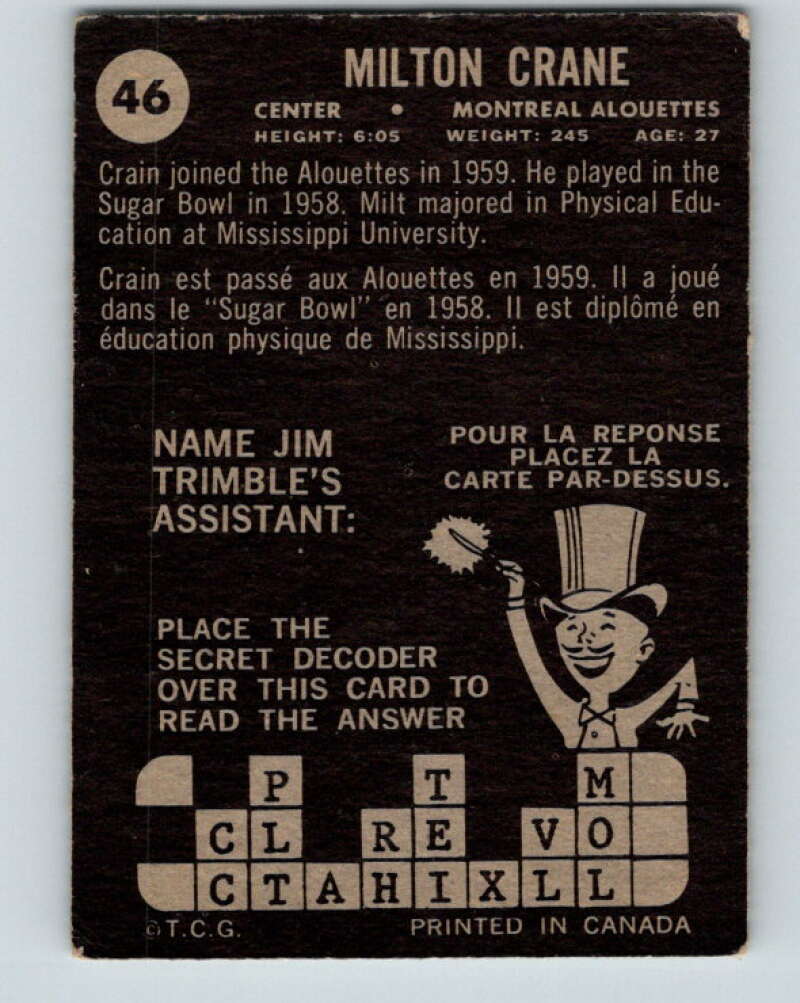 46
MILTON CRANE
CENTER • MONTREAL ALOUETTES
HEIGHT: 6:05 WEIGHT: 245 AGE: 27
Crain joined the Alouettes in 1959. He played in the
Sugar Bowl in 1958. Milt majored in Physical Edu-
cation at Mississippi University.
Crain est passé aux Alouettes en 1959. Il a joué
dans le "Sugar Bowl" en 1958. Il est diplômé en
éducation physique de Mississippi.
NAME JIM
TRIMBLE'S
ASSISTANT:
POUR LA REPONSE
PLACEZ LA
CARTE PAR-DESSUS.
PLACE THE
SECRET DECODER
OVER THIS CARD TO
READ THE ANSWER
P T M
C L R E V O
C T A H I X L L
©T.C.G. PRINTED IN CANADA